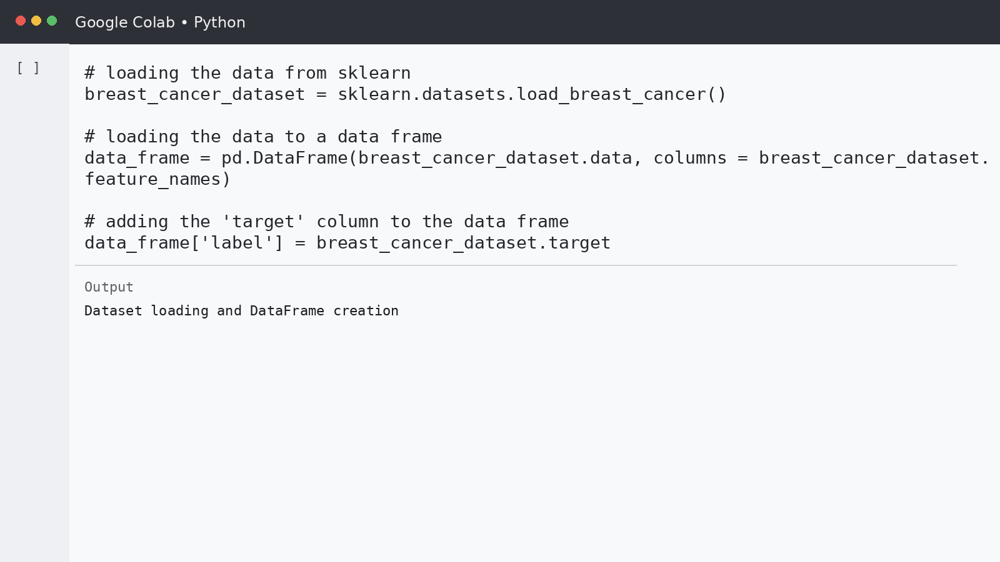 Google Colab • Python
[ ]
# loading the data from sklearn
breast_cancer_dataset = sklearn.datasets.load_breast_cancer()
# loading the data to a data frame
data_frame = pd.DataFrame(breast_cancer_dataset.data, columns = breast_cancer_dataset.
feature_names)
# adding the 'target' column to the data frame
data_frame['label'] = breast_cancer_dataset.target
Output
Dataset loading and DataFrame creation